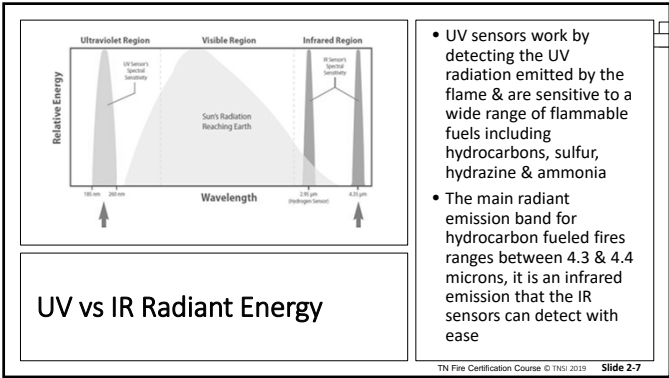 Ultraviolet Region Visible Region Infrared Region
UV Sensor's
Spectral
Sensitivity
IR Sensor's
Spectral
Sensitivity
Relative Energy
Sun's Radiation
Reaching Earth
185 nm 260 nm
Wavelength
2.95 µm
(Hydrogen Sensor)
4.35 µm
UV vs IR Radiant Energy
• UV sensors work by
detecting the UV
radiation emitted by the
flame & are sensitive to a
wide range of flammable
fuels including
hydrocarbons, sulfur,
hydrazine & ammonia
• The main radiant
emission band for
hydrocarbon fueled fires
ranges between 4.3 & 4.4
microns, it is an infrared
emission that the IR
sensors can detect with
ease
TN Fire Certification Course © TNSI 2019 Slide 2-7